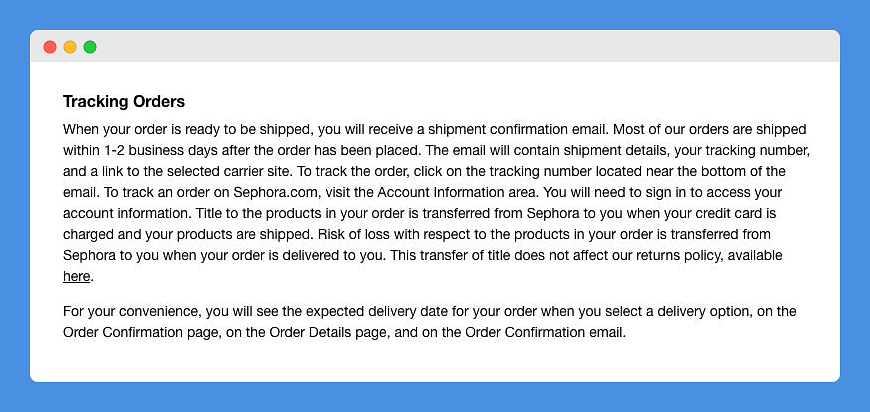 Tracking Orders
When your order is ready to be shipped, you will receive a shipment confirmation email. Most of our orders are shipped
within 1-2 business days after the order has been placed. The email will contain shipment details, your tracking number,
and a link to the selected carrier site. To track the order, click on the tracking number located near the bottom of the
email. To track an order on Sephora.com, visit the Account Information area. You will need to sign in to access your
account information. Title to the products in your order is transferred from Sephora to you when your credit card is
charged and your products are shipped. Risk of loss with respect to the products in your order is transferred from
Sephora to you when your order is delivered to you. This transfer of title does not affect our returns policy, available
here.
For your convenience, you will see the expected delivery date for your order when you select a delivery option, on the
Order Confirmation page, on the Order Details page, and on the Order Confirmation email.